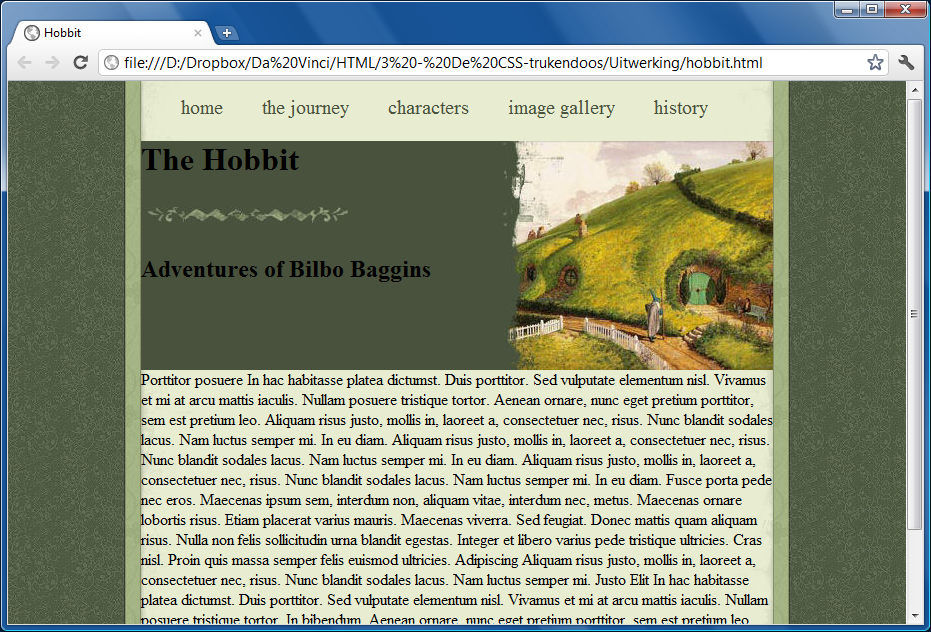 Hobbit
file:///D:/Dropbox/Da%20Vinci/HTML/3%20-%20De%20CSS-trukendoos/Uitwerking/hobbit.html
home the journey characters image gallery history
The Hobbit
Adventures of Bilbo Baggins
Porttitor posuere In hac habitasse platea dictumst. Duis porttitor. Sed vulputate elementum nisl. Vivamus
et mi at arcu mattis iaculis. Nullam posuere tristique tortor. Aenean ornare, nunc eget pretium porttitor,
sem est pretium leo. Aliquam risus justo, mollis in, laoreet a, consectetuer nec, risus. Nunc blandit sodales
lacus. Nam luctus semper mi. In eu diam. Aliquam risus justo, mollis in, laoreet a, consectetuer nec, risus.
Nunc blandit sodales lacus. Nam luctus semper mi. In eu diam. Aliquam risus justo, mollis in, laoreet a,
consectetuer nec, risus. Nunc blandit sodales lacus. Nam luctus semper mi. In eu diam. Fusce porta pede
nec eros. Maecenas ipsum sem, interdum non, aliquam vitae, interdum nec, metus. Maecenas ornare
lobortis risus. Etiam placerat varius mauris. Maecenas viverra. Sed feugiat. Donec mattis quam aliquam
risus. Nulla non felis sollicitudin urna blandit egestas. Integer et libero varius pede tristique ultricies. Cras
nisl. Proin quis massa semper felis euismod ultricies. Adipiscing Aliquam risus justo, mollis in, laoreet a,
consectetuer nec, risus. Nunc blandit sodales lacus. Nam luctus semper mi. Justo Elit In hac habitasse
platea dictumst. Duis porttitor. Sed vulputate elementum nisl. Vivamus et mi at arcu mattis iaculis. Nullam
posuere tristique tortor. In bibendum. Aenean ornare, nunc eget pretium porttitor, sem est pretium leo